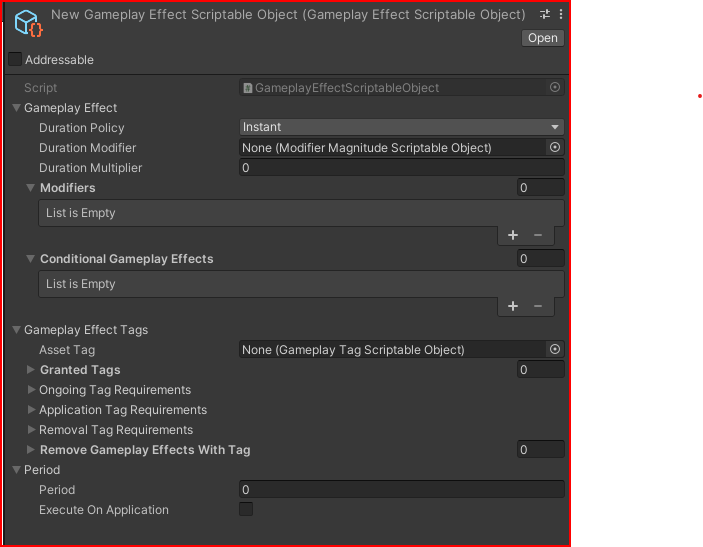 New Gameplay Effect Scriptable Object (Gameplay Effect Scriptable Object)
Open
Addressable
Script GameplayEffectScriptableObject
Gameplay Effect
Duration Policy Instant
Duration Modifier None (Modifier Magnitude Scriptable Object)
Duration Multiplier 0
Modifiers 0
List is Empty
+ −
Conditional Gameplay Effects 0
List is Empty
+ −
Gameplay Effect Tags
Asset Tag None (Gameplay Tag Scriptable Object)
Granted Tags 0
Ongoing Tag Requirements
Application Tag Requirements
Removal Tag Requirements
Remove Gameplay Effects With Tag 0
Period
Period 0
Execute On Application